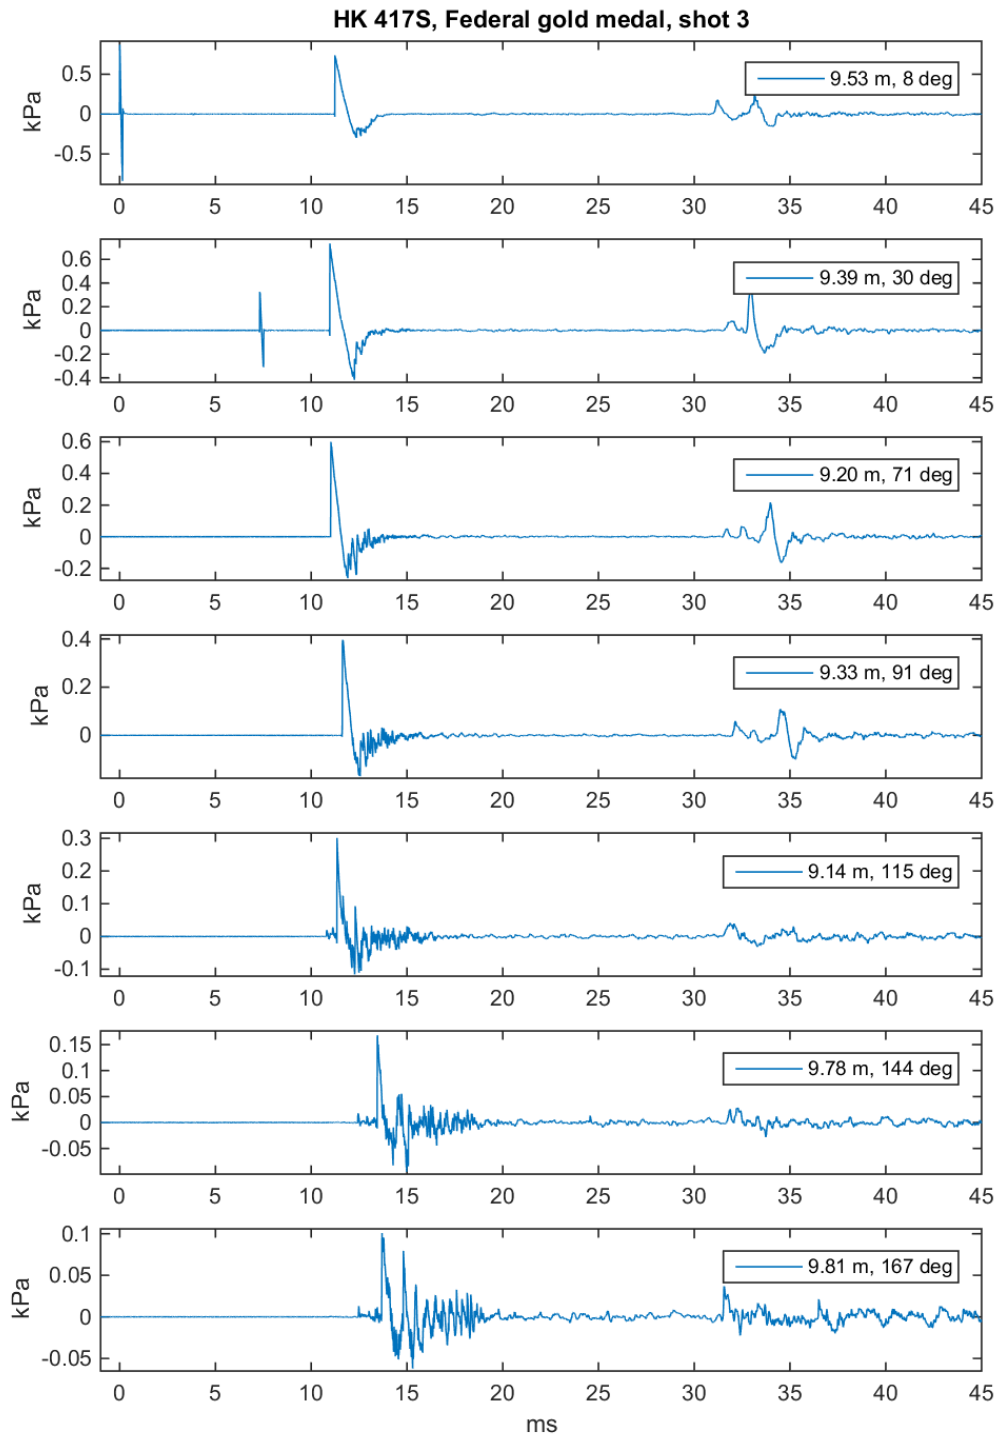 HK 417S, Federal gold medal, shot 3
0.5
0
-0.5
kPa
9.53 m, 8 deg
0 5 10 15 20 25 30 35 40 45
0.6
0.4
0.2
0
-0.2
-0.4
kPa
9.39 m, 30 deg
0 5 10 15 20 25 30 35 40 45
0.6
0.4
0.2
0
-0.2
kPa
9.20 m, 71 deg
0 5 10 15 20 25 30 35 40 45
0.4
0.2
0
kPa
9.33 m, 91 deg
0 5 10 15 20 25 30 35 40 45
0.3
0.2
0.1
0
-0.1
kPa
9.14 m, 115 deg
0 5 10 15 20 25 30 35 40 45
0.15
0.1
0.05
0
-0.05
kPa
9.78 m, 144 deg
0 5 10 15 20 25 30 35 40 45
0.1
0.05
0
-0.05
kPa
9.81 m, 167 deg
0 5 10 15 20 25 30 35 40 45
ms